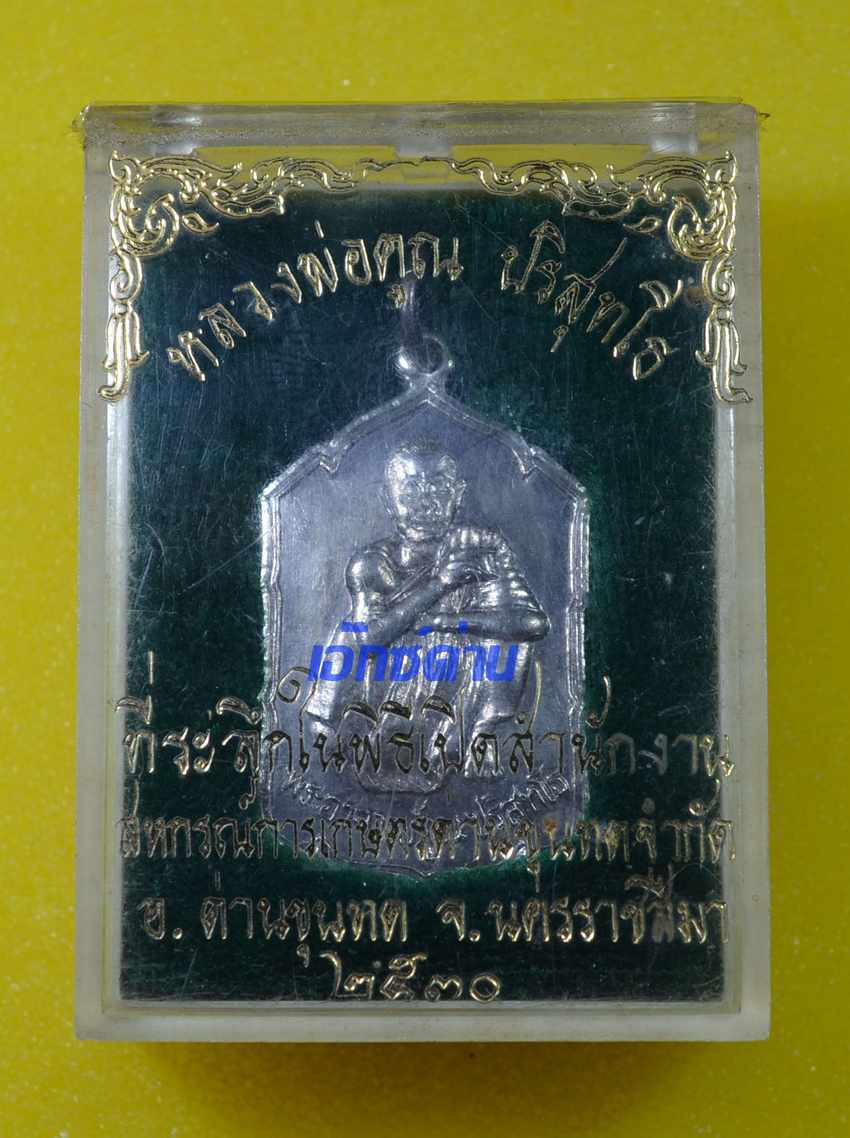 หลวงพ่อคูณ ปริสุทโธ
เอ๊กซ์ด่าน
ที่ระลึกในพิธีเปิดสำนักงาน
สหกรณ์การเกษตรด่านขุนทดจำกัด
อ. ด่านขุนทด จ. นครราชสีมา
๒๕๓๐